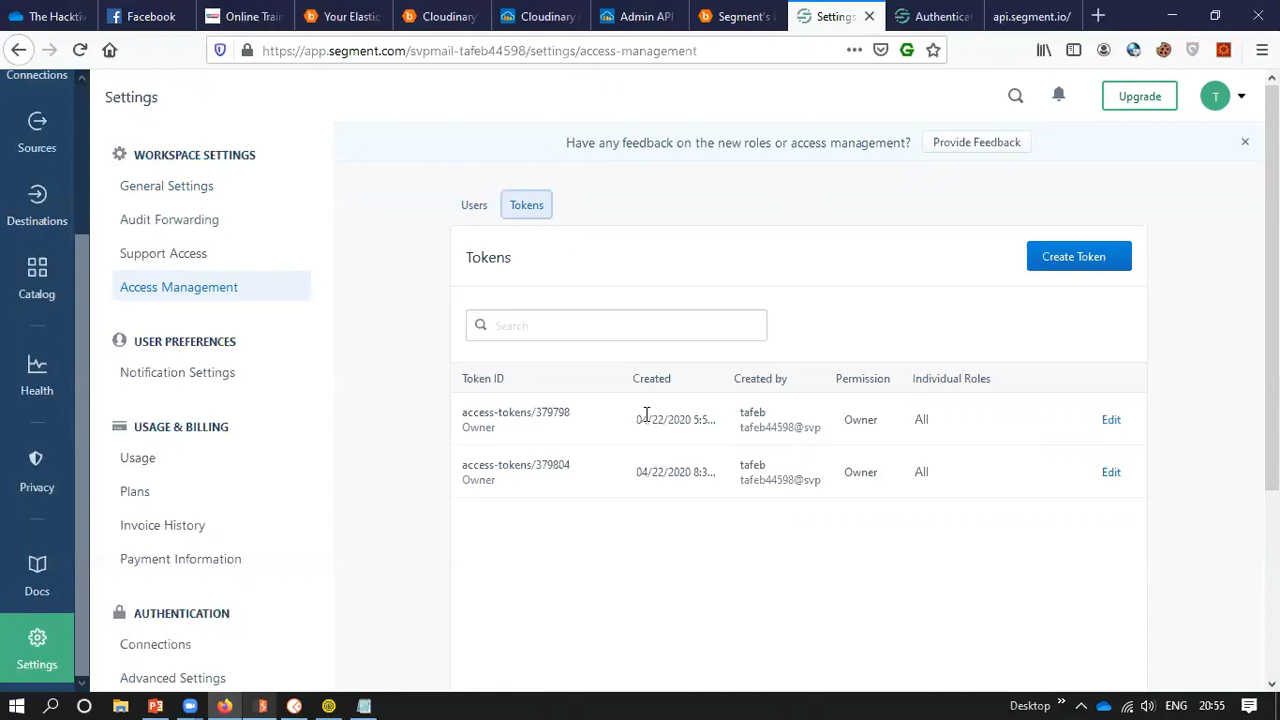 The Hacktiv
Facebook
Online Train
Your Elastic
Cloudinary
Cloudinary
Admin API
Segment's
Settings
Authentica
api.segment.io/
https://app.segment.com/svpmail-tafeb44598/settings/access-management
Connections
Sources
Destinations
Catalog
Health
Privacy
Docs
Settings
Settings
Upgrade
T
WORKSPACE SETTINGS
General Settings
Audit Forwarding
Support Access
Access Management
USER PREFERENCES
Notification Settings
USAGE & BILLING
Usage
Plans
Invoice History
Payment Information
AUTHENTICATION
Connections
Advanced Settings
Have any feedback on the new roles or access management?
Provide Feedback
Users Tokens
Tokens
Create Token
Search
Token ID Created Created by Permission Individual Roles
access-tokens/379798
Owner
04/22/2020 5:5...
tafeb
tafeb44598@svp
Owner
All
Edit
access-tokens/379804
Owner
04/22/2020 8:3...
tafeb
tafeb44598@svp
Owner
All
Edit
Desktop
ENG
20:55